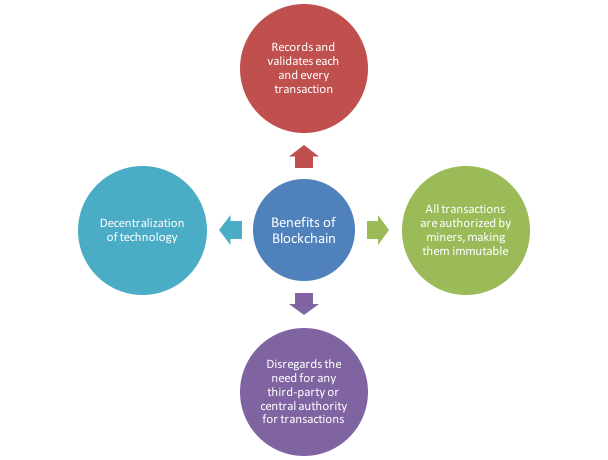 Records and
validates each
and every
transaction
Decentralization
of technology
Benefits of
Blockchain
All transactions
are authorized by
miners, making
them immutable
Disregards the
need for any
third-party or
central authority
for transactions